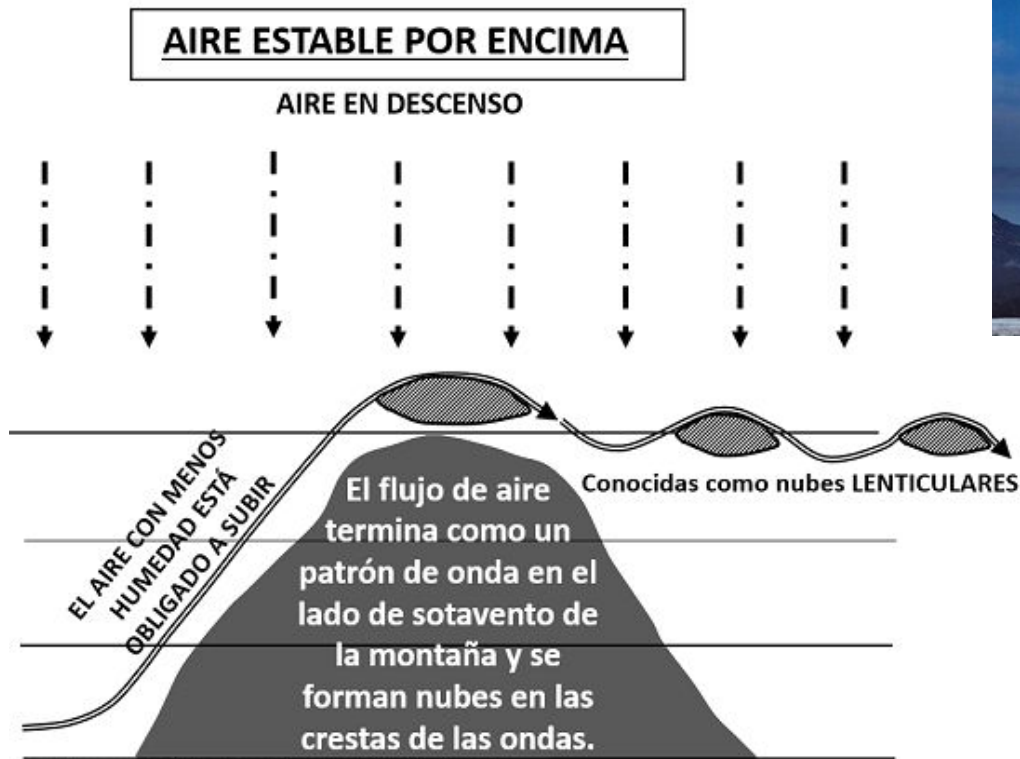 AIRE ESTABLE POR ENCIMA
AIRE EN DESCENSO
EL AIRE CON MENOS
HUMEDAD ESTÁ
OBLIGADO A SUBIR
El flujo de aire
termina como un
patrón de onda en el
lado de sotavento de
la montaña y se
forman nubes en las
crestas de las ondas.
Conocidas como nubes LENTICULARES